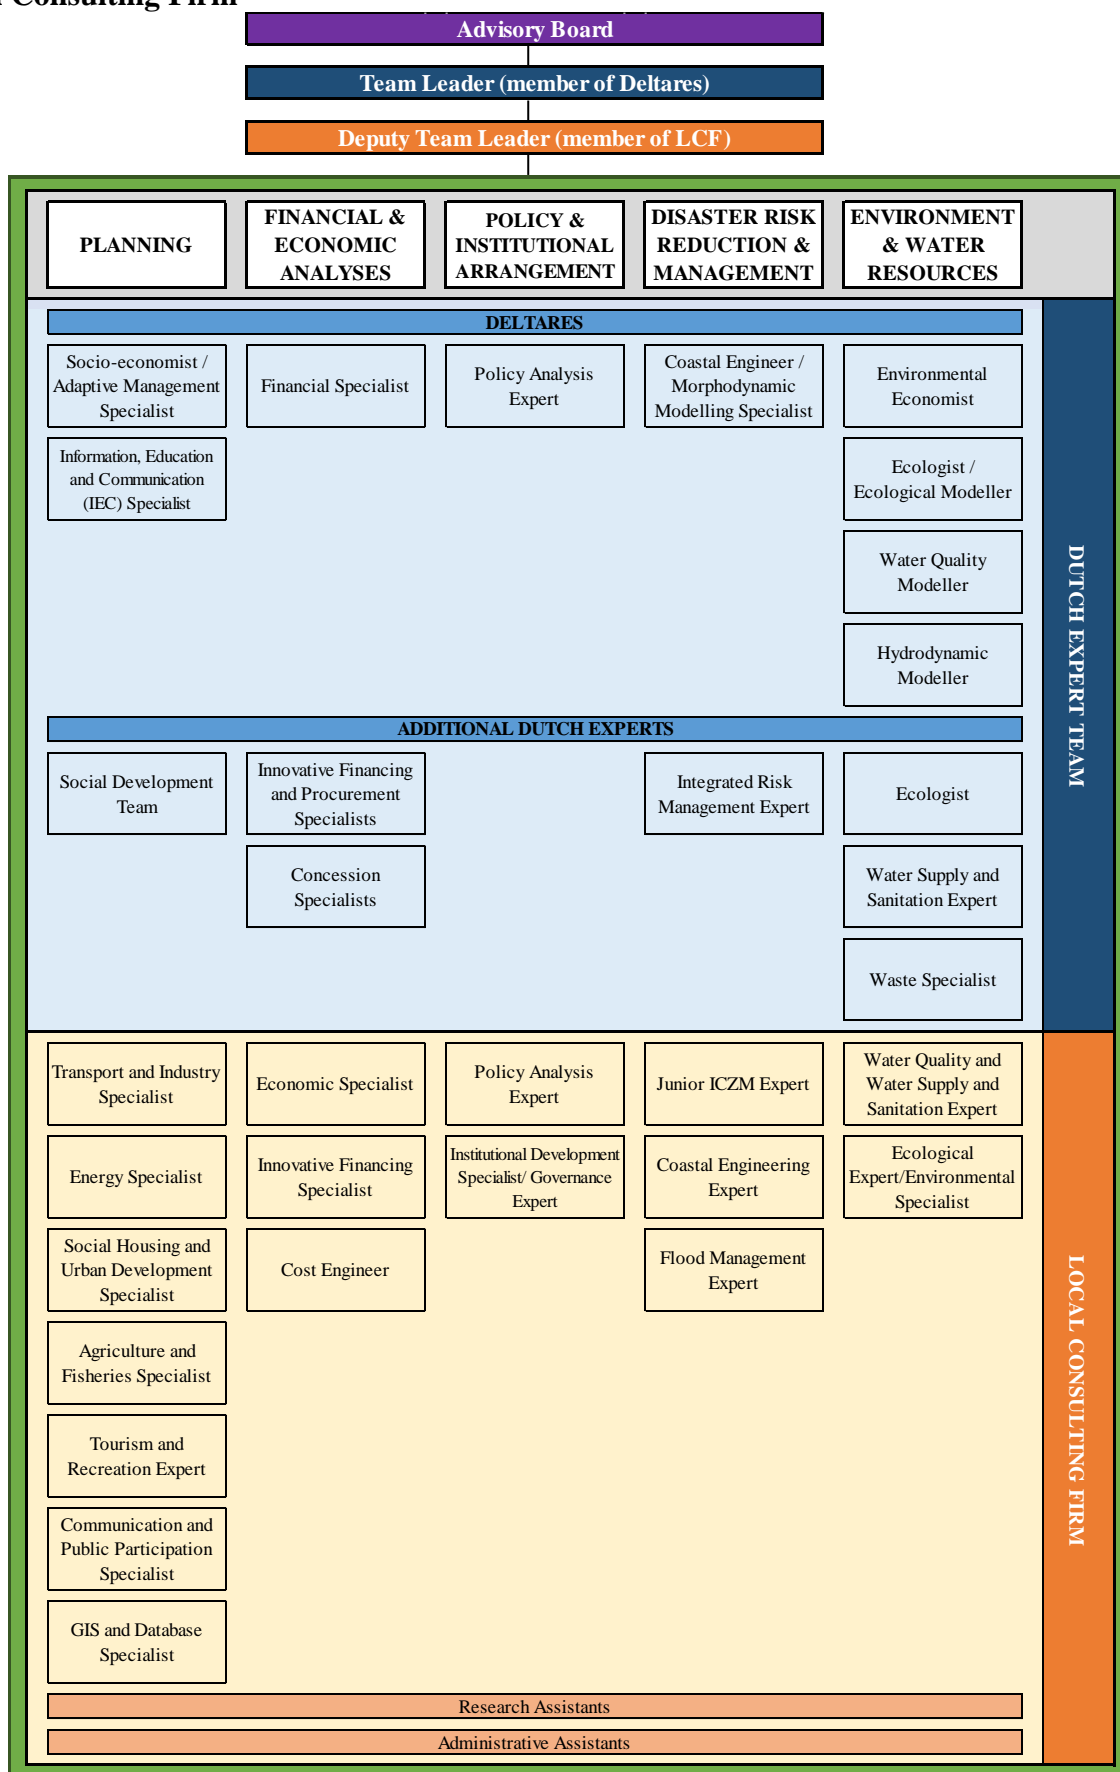 Consulting Firm
Advisory Board
Team Leader (member of Deltares)
Deputy Team Leader (member of LCF)
PLANNING
FINANCIAL &
ECONOMIC
ANALYSES
POLICY &
INSTITUTIONAL
ARRANGEMENT
DISASTER RISK
REDUCTION &
MANAGEMENT
ENVIRONMENT
& WATER
RESOURCES
DELTARES
Socio-economist /
Adaptive Management
Specialist
Financial Specialist
Policy Analysis
Expert
Coastal Engineer /
Morphodynamic
Modelling Specialist
Environmental
Economist
Information, Education
and Communication
(IEC) Specialist
Ecologist /
Ecological Modeller
Water Quality
Modeller
Hydrodynamic
Modeller
DUTCH EXPERT TEAM
ADDITIONAL DUTCH EXPERTS
Social Development
Team
Innovative Financing
and Procurement
Specialists
Integrated Risk
Management Expert
Ecologist
Concession
Specialists
Water Supply and
Sanitation Expert
Waste Specialist
Transport and Industry
Specialist
Economic Specialist
Policy Analysis
Expert
Junior ICZM Expert
Water Quality and
Water Supply and
Sanitation Expert
Energy Specialist
Innovative Financing
Specialist
Institutional Development
Specialist/ Governance
Expert
Coastal Engineering
Expert
Ecological
Expert/Environmental
Specialist
Social Housing and
Urban Development
Specialist
Cost Engineer
Flood Management
Expert
LOCAL CONSULTING FIRM
Agriculture and
Fisheries Specialist
Tourism and
Recreation Expert
Communication and
Public Participation
Specialist
GIS and Database
Specialist
Research Assistants
Administrative Assistants